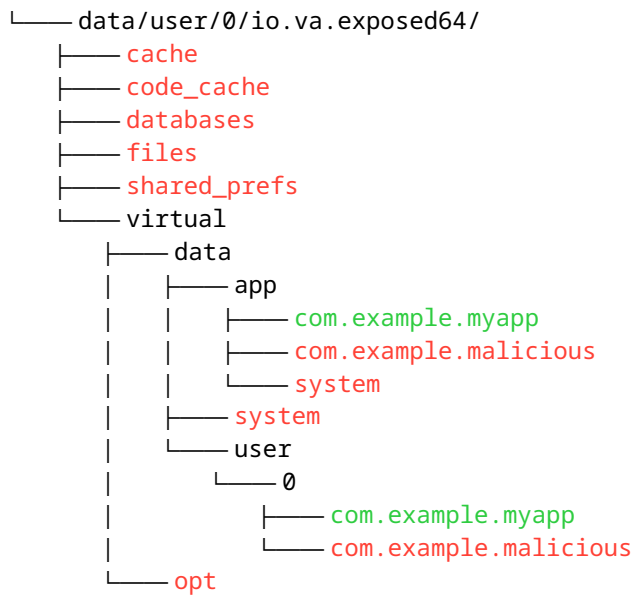 └── data/user/0/io.va.exposed64/
    ├── cache
    ├── code_cache
    ├── databases
    ├── files
    ├── shared_prefs
    └── virtual
        ├── data
        |   ├── app
        |   |   ├── com.example.myapp
        |   |   ├── com.example.malicious
        |   |   └── system
        |   ├── system
        |   └── user
        |       └── 0
        |           ├── com.example.myapp
        |           └── com.example.malicious
        └── opt